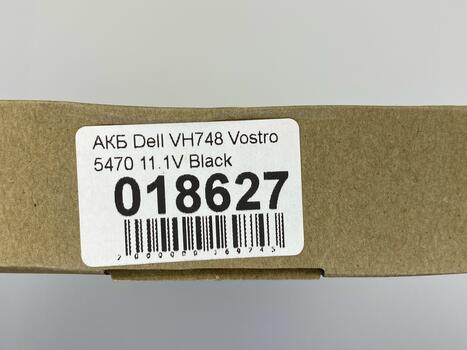 АКБ Dell VH748 Vostro
5470 11.1V Black
018627